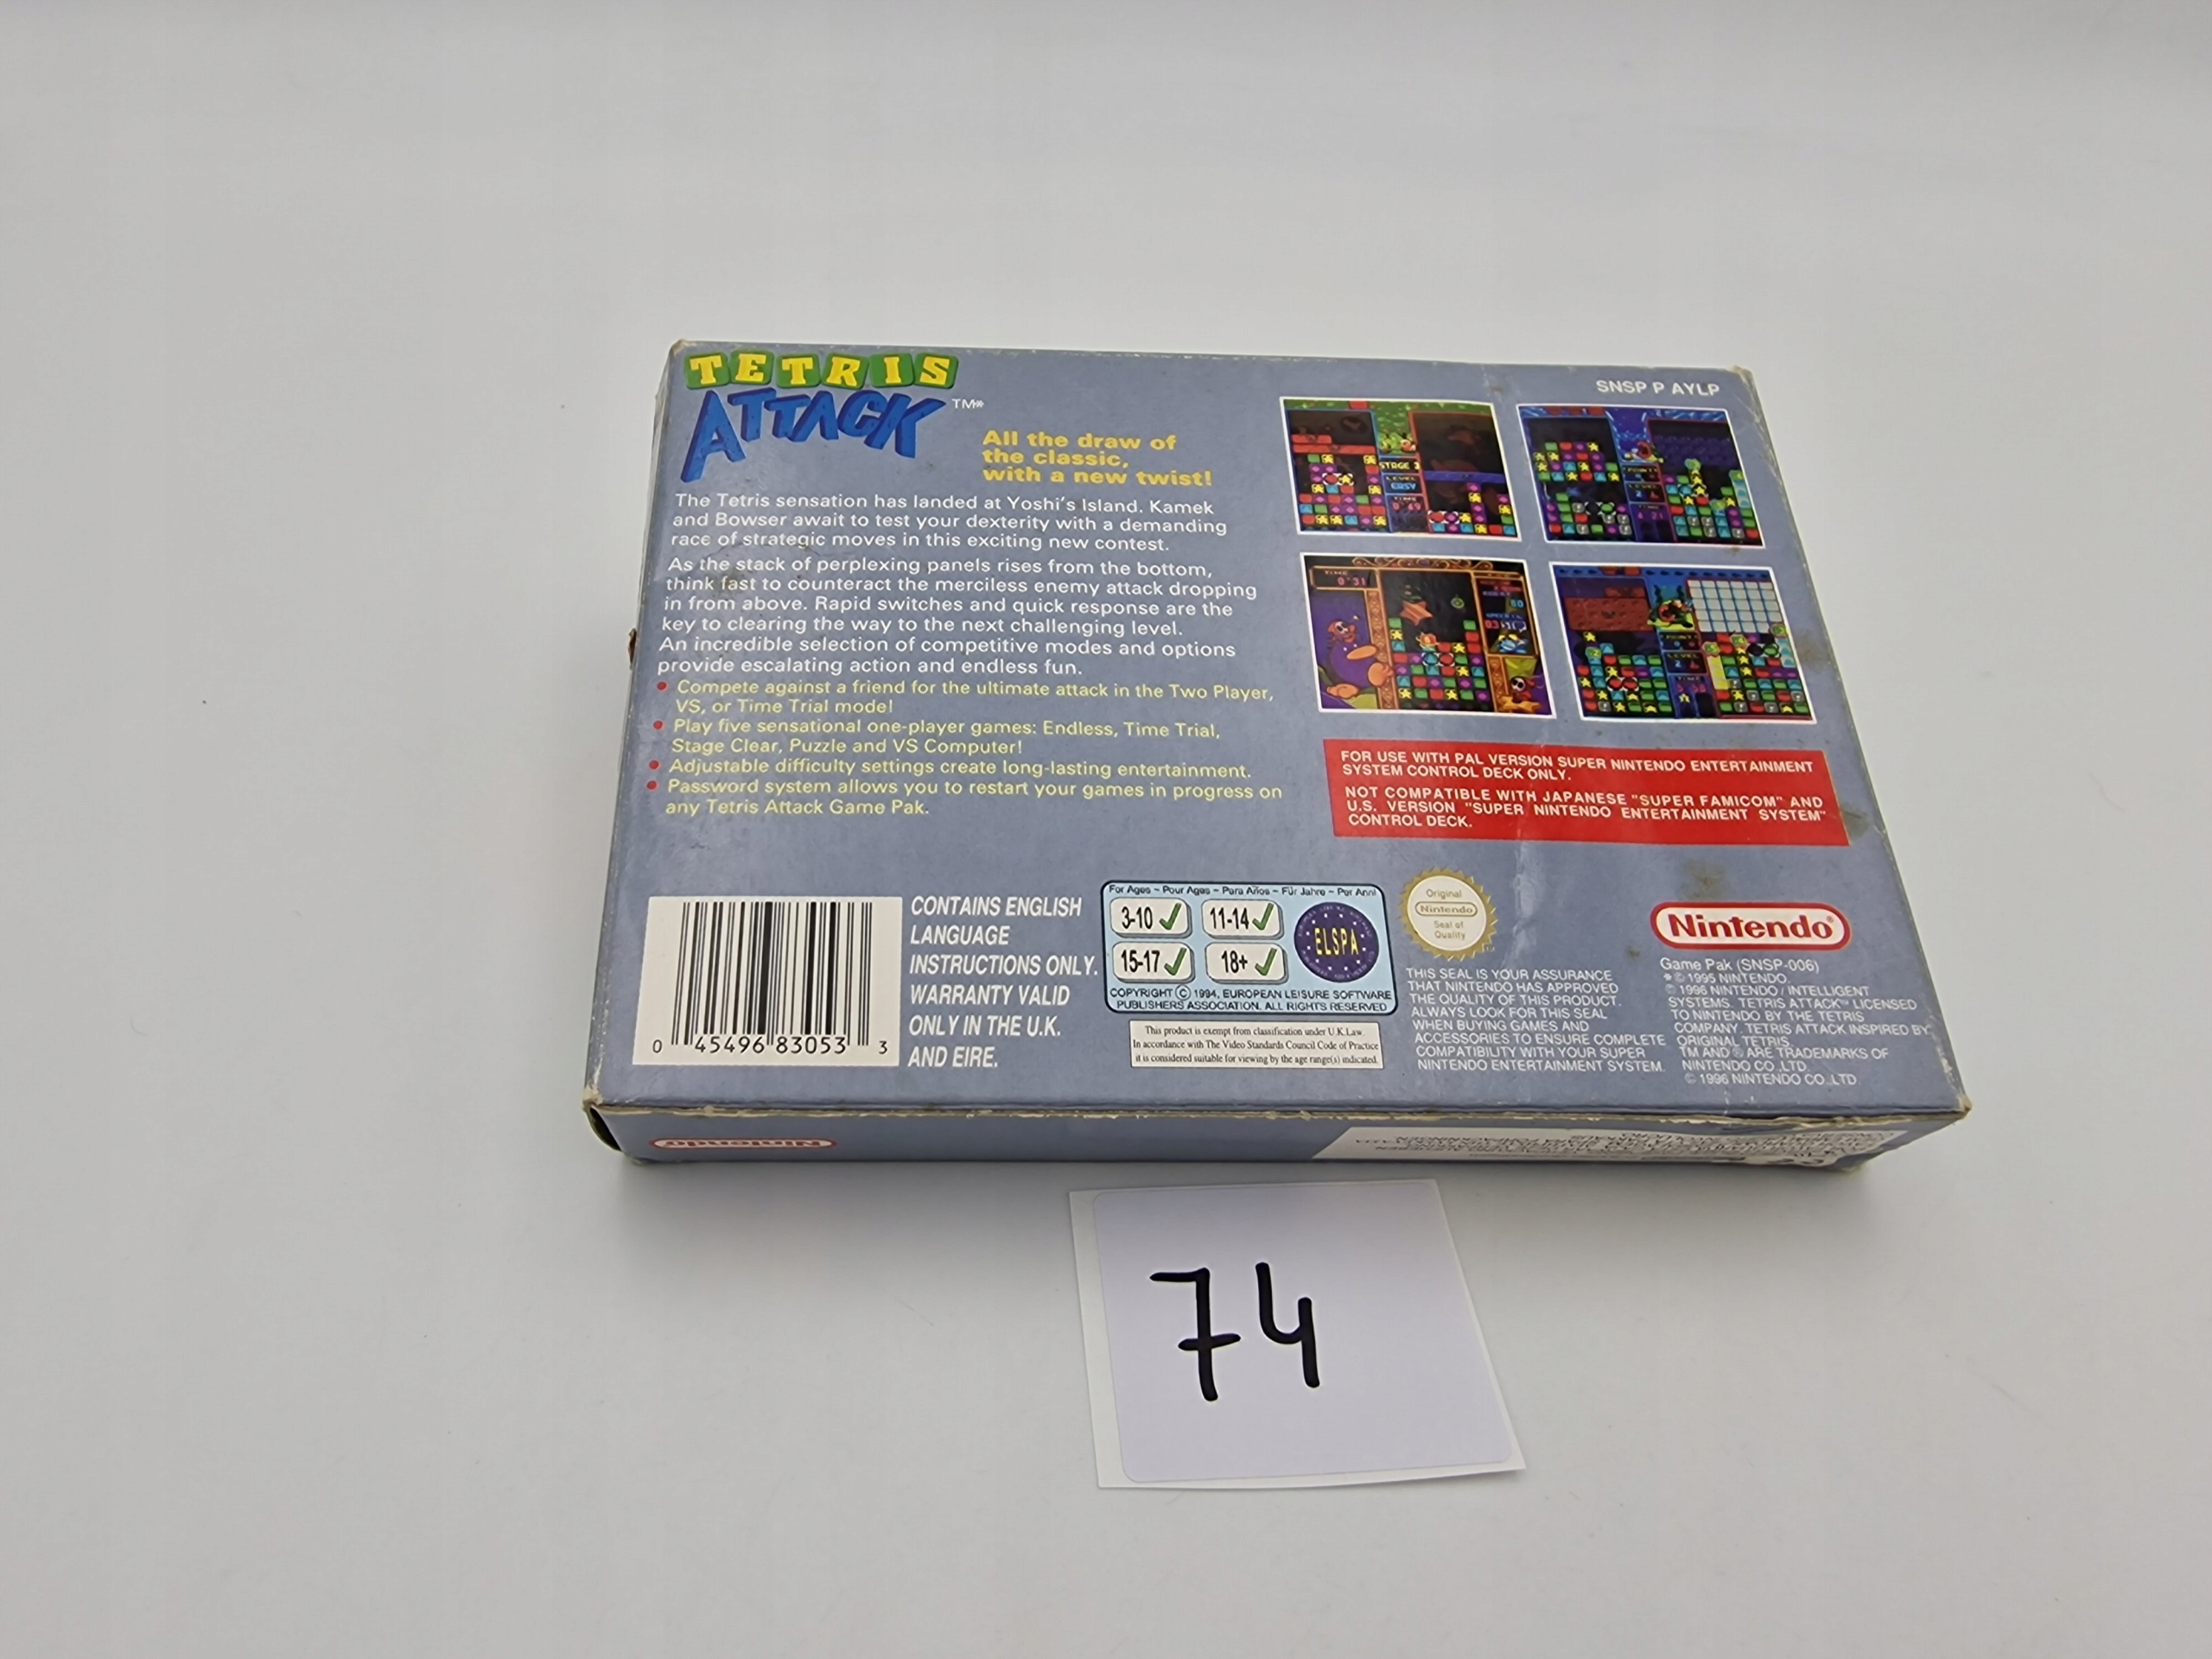 TETRIS
ATTACK TM*
SNSP P AYLP
All the draw of
the classic,
with a new twist!
The Tetris sensation has landed at Yoshi's Island. Kamek
and Bowser await to test your dexterity with a demanding
race of strategic moves in this exciting new contest.
As the stack of perplexing panels rises from the bottom,
think fast to counteract the merciless enemy attack dropping
in from above. Rapid switches and quick response are the
key to clearing the way to the next challenging level.
An incredible selection of competitive modes and options
provide escalating action and endless fun.
• Compete against a friend for the ultimate attack in the Two Player,
VS, or Time Trial mode!
• Play five sensational one-player games: Endless, Time Trial,
Stage Clear, Puzzle and VS Computer!
• Adjustable difficulty settings create long-lasting entertainment.
• Password system allows you to restart your games in progress on
any Tetris Attack Game Pak.
STAGE 3
LEVEL
EASY
TIME
0'31
FOR USE WITH PAL VERSION SUPER NINTENDO ENTERTAINMENT
SYSTEM CONTROL DECK ONLY.
NOT COMPATIBLE WITH JAPANESE "SUPER FAMICOM" AND
U.S. VERSION "SUPER NINTENDO ENTERTAINMENT SYSTEM"
CONTROL DECK.
0 45496 83053 3
CONTAINS ENGLISH
LANGUAGE
INSTRUCTIONS ONLY.
WARRANTY VALID
ONLY IN THE U.K.
AND EIRE.
For Ages ~ Pour Ages ~ Para Años ~ Für Jahre ~ Per Anni
3-10 11-14
15-17 18+
ELSPA
COPYRIGHT © 1994, EUROPEAN LEISURE SOFTWARE
PUBLISHERS ASSOCIATION. ALL RIGHTS RESERVED
This product is exempt from classification under U.K.Law.
In accordance with The Video Standards Council Code of Practice
it is considered suitable for viewing by the age range(s) indicated.
Original
Nintendo
Seal of
Quality
THIS SEAL IS YOUR ASSURANCE
THAT NINTENDO HAS APPROVED
THE QUALITY OF THIS PRODUCT.
ALWAYS LOOK FOR THIS SEAL
WHEN BUYING GAMES AND
ACCESSORIES TO ENSURE COMPLETE
COMPATIBILITY WITH YOUR SUPER
NINTENDO ENTERTAINMENT SYSTEM.
Nintendo®
Game Pak (SNSP-006)
* © 1995 NINTENDO.
© 1996 NINTENDO / INTELLIGENT
SYSTEMS. TETRIS ATTACK™ LICENSED
TO NINTENDO BY THE TETRIS
COMPANY. TETRIS ATTACK INSPIRED BY
ORIGINAL TETRIS.
TM AND ® ARE TRADEMARKS OF
NINTENDO CO.,LTD.
© 1996 NINTENDO CO.,LTD
Nintendo
74